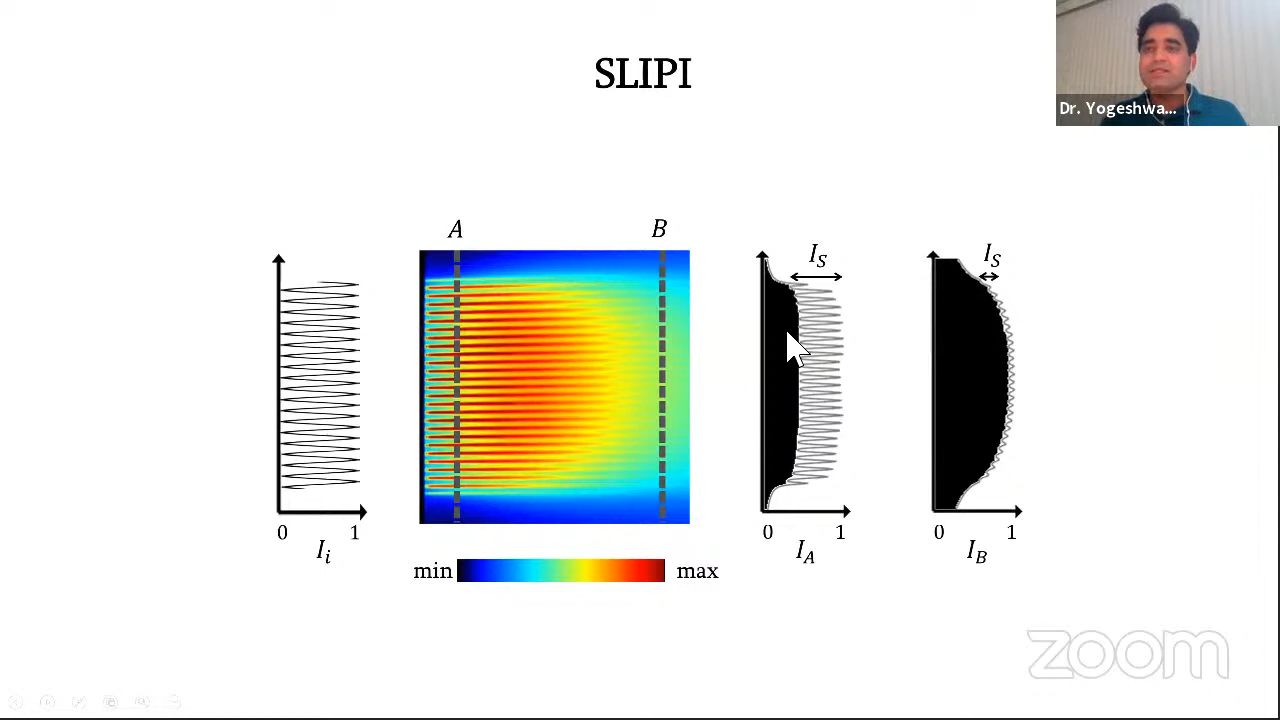 SLIPI
Dr. Yogeshwa...
A
B
I_S
I_S
0 1
I_i
min max
0 1
I_A
0 1
I_B
zoom